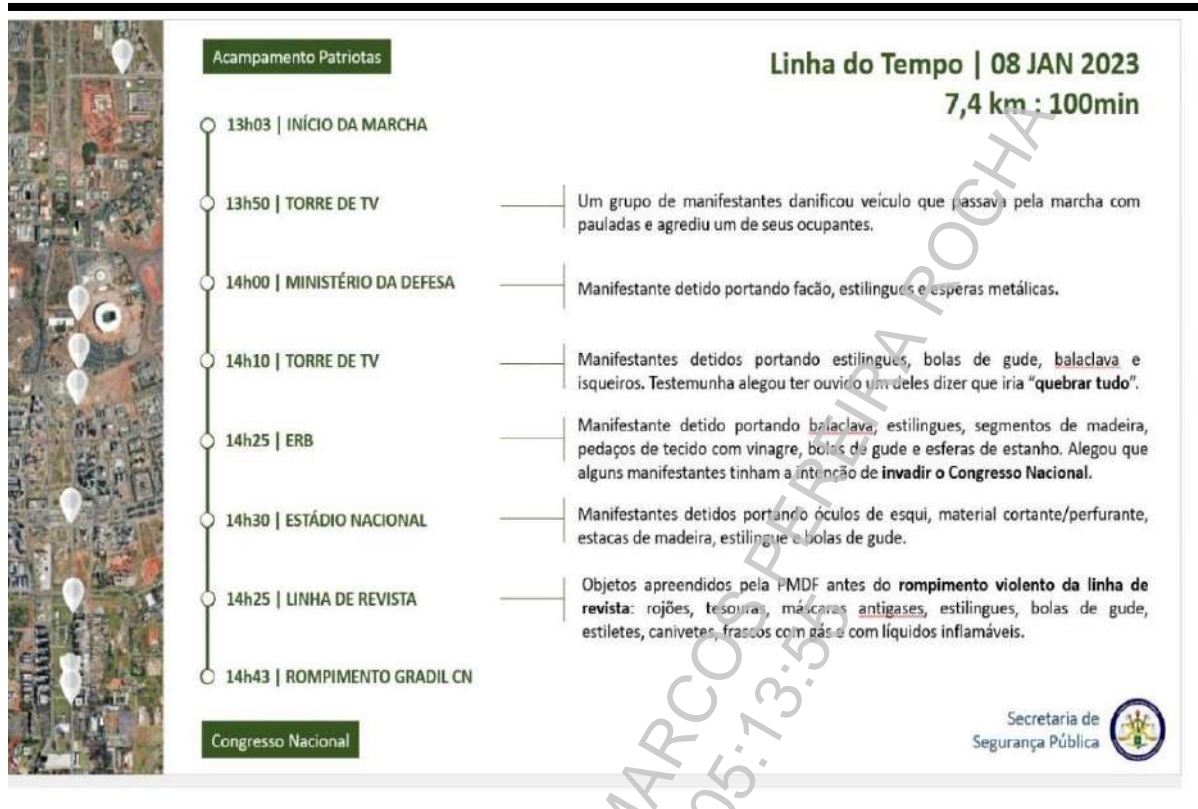 Acampamento Patriotas
Linha do Tempo | 08 JAN 2023
7,4 km : 100min
13h03 | INÍCIO DA MARCHA
13h50 | TORRE DE TV
Um grupo de manifestantes danificou veículo que passava pela marcha com
pauladas e agrediu um de seus ocupantes.
14h00 | MINISTÉRIO DA DEFESA
Manifestante detido portando facão, estilingues e esperas metálicas.
14h10 | TORRE DE TV
Manifestantes detidos portando estilingues, bolas de gude, balaclava e
isqueiros. Testemunha alegou ter ouvido um deles dizer que iria “quebrar tudo”.
14h25 | ERB
Manifestante detido portando balaclava, estilingues, segmentos de madeira,
pedaços de tecido com vinagre, bolas de gude e esferas de estanho. Alegou que
alguns manifestantes tinham a intenção de invadir o Congresso Nacional.
14h30 | ESTÁDIO NACIONAL
Manifestantes detidos portando óculos de esqui, material cortante/perfurante,
estacas de madeira, estilingue e bolas de gude.
14h25 | LINHA DE REVISTA
Objetos apreendidos pela PMDF antes do rompimento violento da linha de
revista: rojões, tesouras, máscaras antigases, estilingues, bolas de gude,
estiletes, canivetes, frascos com gás e com líquidos inflamáveis.
14h43 | ROMPIMENTO GRADIL CN
Congresso Nacional
Secretaria de
Segurança Pública
MARCOS PEREIRA ROCHA
05:13:55